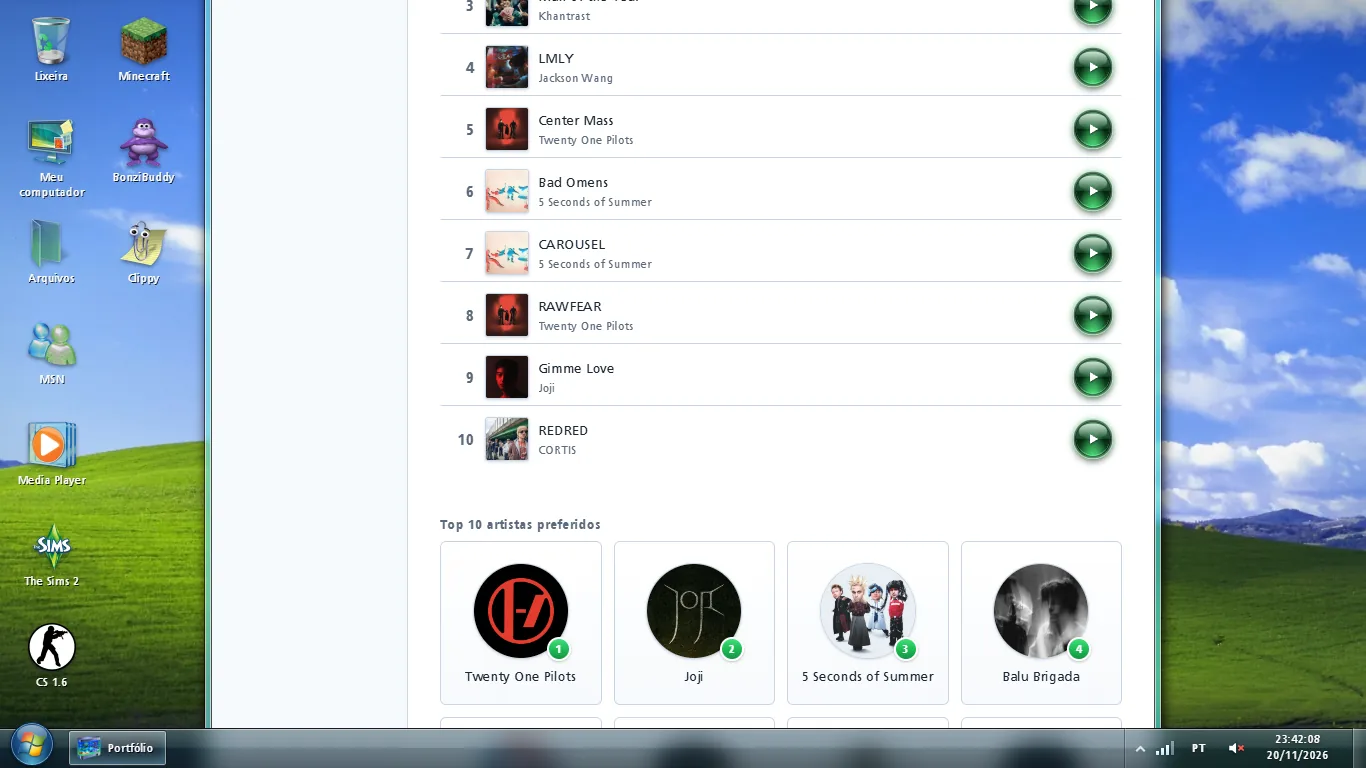 Lixeira
Minecraft
Meu
computador
BonziBuddy
Arquivos
Clippy
MSN
Media Player
The SIMS
The Sims 2
CS 1.6
3
Khantrast
4
LMLY
Jackson Wang
5
Center Mass
Twenty One Pilots
6
Bad Omens
5 Seconds of Summer
7
CAROUSEL
5 Seconds of Summer
8
RAWFEAR
Twenty One Pilots
9
Gimme Love
Joji
10
REDRED
CORTIS
Top 10 artistas preferidos
1
Twenty One Pilots
JOJI
2
Joji
3
5 Seconds of Summer
4
Balu Brigada
Portfólio
PT
23:42:08
20/11/2026